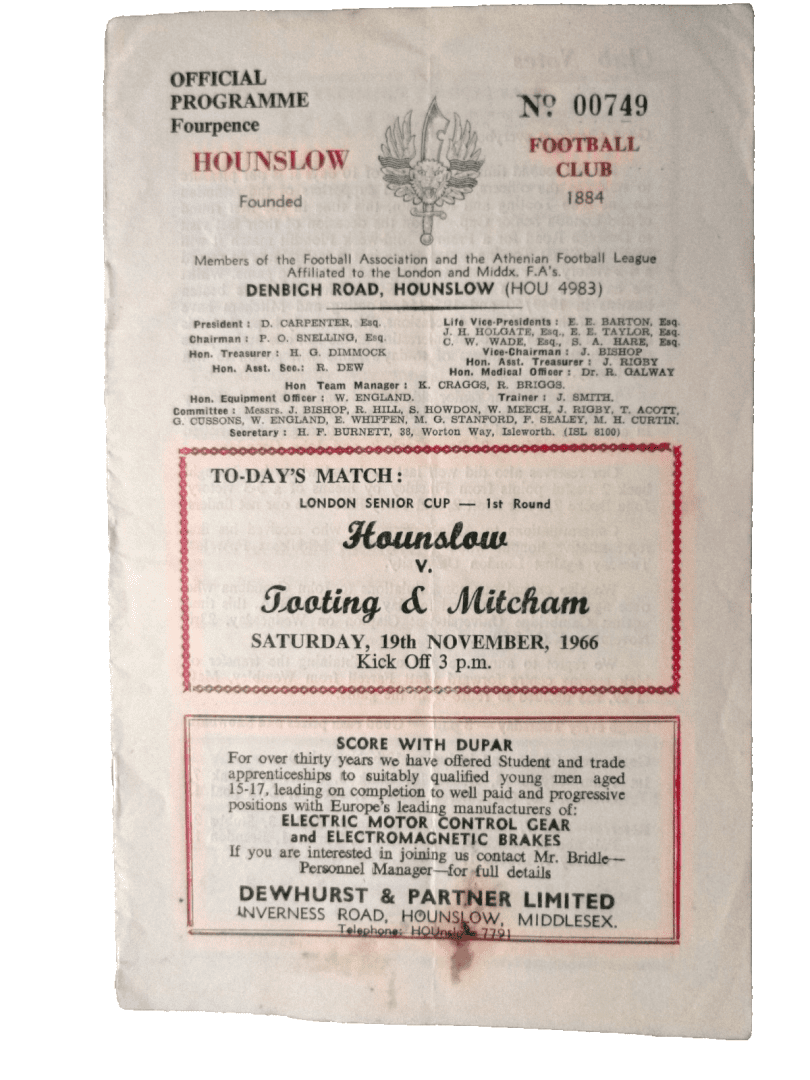 OFFICIAL
PROGRAMME
Fourpence
Nº 00749
HOUNSLOW
FOOTBALL
CLUB
Founded
1884
Members of the Football Association and the Athenian Football League
Affiliated to the London and Middx. F.A's.
DENBIGH ROAD, HOUNSLOW (HOU 4983)
President : D. CARPENTER, Esq.
Chairman : P. O. SNELLING, Esq.
Hon. Treasurer : H. G. DIMMOCK
Hon. Asst. Sec.: R. DEW
Life Vice-Presidents : E. E. BARTON, Esq.
J. H. HOLGATE, Esq., E. E. TAYLOR, Esq.
C. W. WADE, Esq., S. A. HARE, Esq.
Vice-Chairman : J. BISHOP
Hon. Asst. Treasurer : J. RIGBY
Hon. Medical Officer : Dr. R. GALWAY
Hon Team Manager : K. CRAGGS, R. BRIGGS.
Hon. Equipment Officer : W. ENGLAND. Trainer : J. SMITH.
Committee : Messrs. J. BISHOP, R. HILL, S. HOWDON, W. MEECH, J. RIGBY, T. ACOTT,
G. CUSSONS, W. ENGLAND, E. WHIFFEN, M. G. STANFORD, F. SEALEY, M. H. CURTIN.
Secretary : H. F. BURNETT, 38, Worton Way, Isleworth. (ISL 8100)
TO-DAY'S MATCH :
LONDON SENIOR CUP — 1st Round
Hounslow
v.
Tooting & Mitcham
SATURDAY, 19th NOVEMBER, 1966
Kick Off 3 p.m.
SCORE WITH DUPAR
For over thirty years we have offered Student and trade
apprenticeships to suitably qualified young men aged
15-17, leading on completion to well paid and progressive
positions with Europe's leading manufacturers of:
ELECTRIC MOTOR CONTROL GEAR
and ELECTROMAGNETIC BRAKES
If you are interested in joining us contact Mr. Bridle—
Personnel Manager—for full details
DEWHURST & PARTNER LIMITED
INVERNESS ROAD, HOUNSLOW, MIDDLESEX.
Telephone: HOUnslow 7791